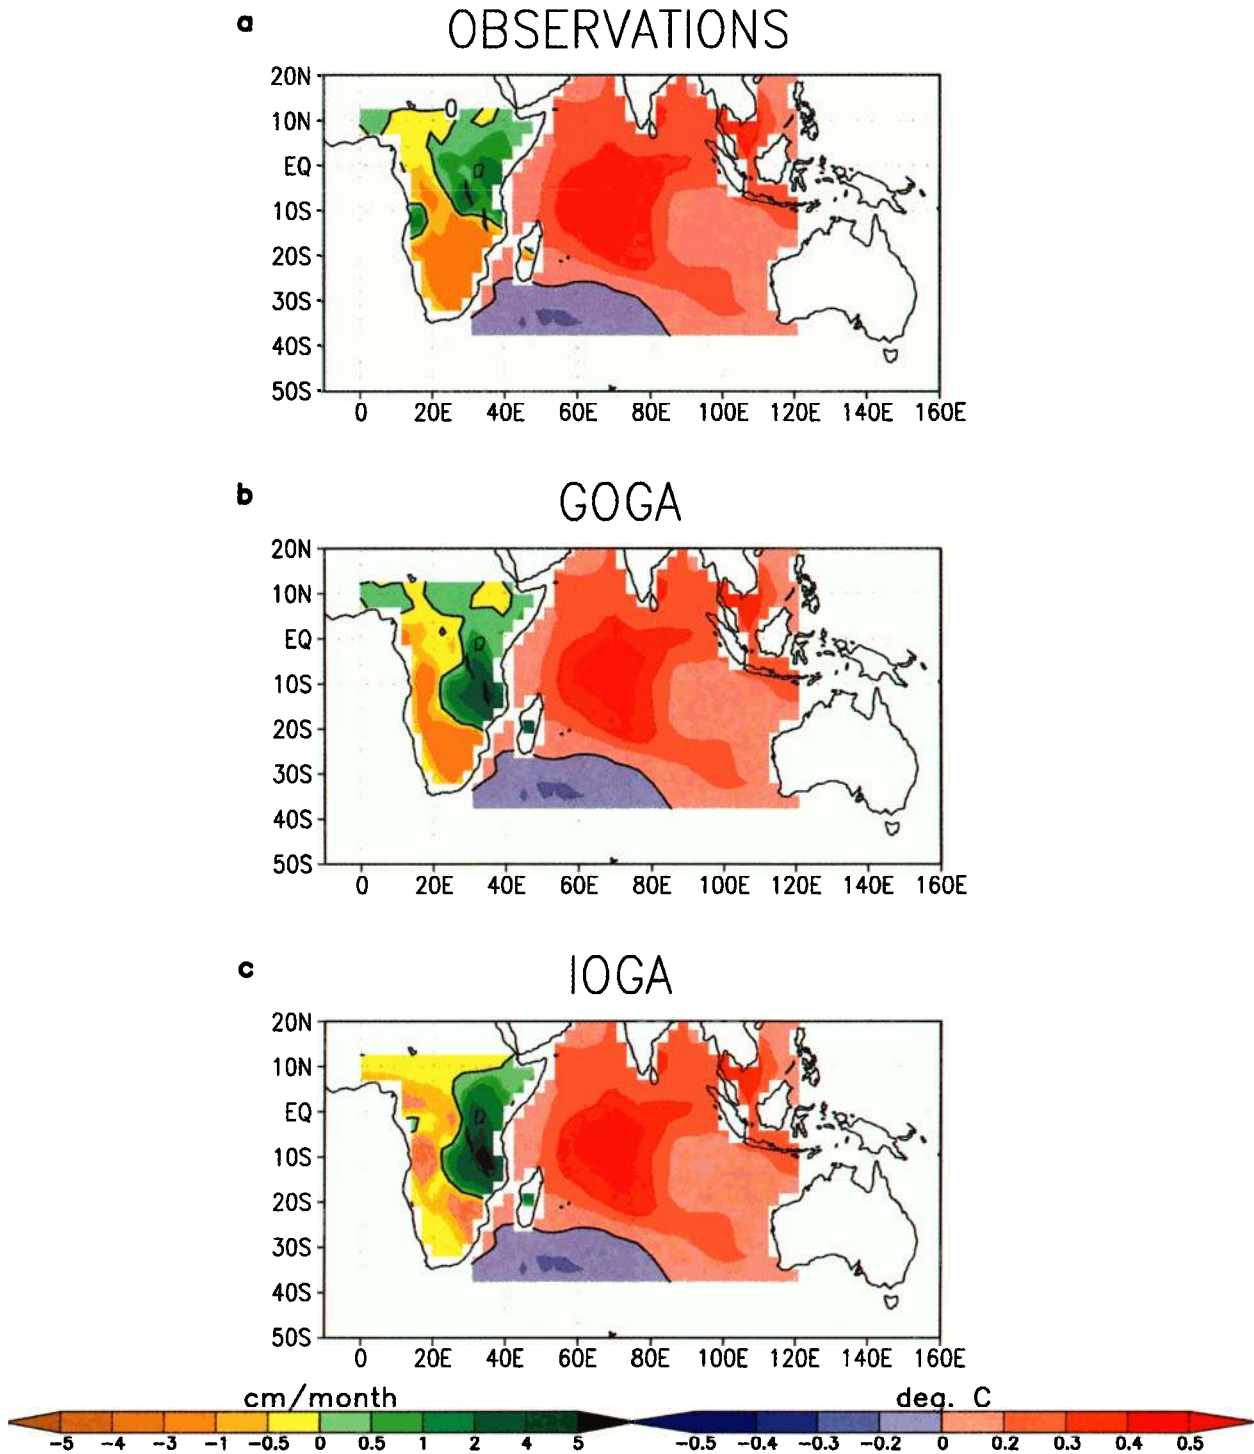 a
OBSERVATIONS
20N
0
10N
EQ
10S
20S
30S
40S
50S
0 20E 40E 60E 80E 100E 120E 140E 160E
b
GOGA
20N
10N
EQ
10S
20S
30S
40S
50S
0 20E 40E 60E 80E 100E 120E 140E 160E
c
IOGA
20N
10N
EQ
10S
20S
30S
40S
50S
0 20E 40E 60E 80E 100E 120E 140E 160E
cm/month deg. C
-5 -4 -3 -1 -0.5 0 0.5 1 2 4 5 -0.5 -0.4 -0.3 -0.2 0 0.2 0.3 0.4 0.5